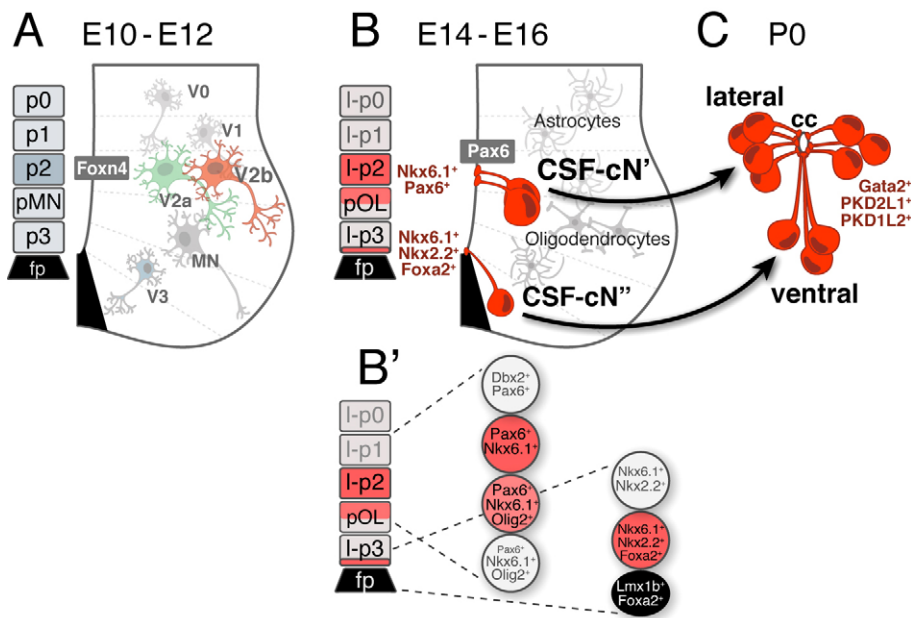 A
E10 - E12
p0
p1
p2
pMN
p3
fp
Foxn4
V0
V1
V2b
V2a
MN
V3
B
E14 - E16
l-p0
l-p1
l-p2
pOL
l-p3
fp
Nkx6.1⁺
Pax6⁺
Nkx6.1⁺
Nkx2.2⁺
Foxa2⁺
Pax6
Astrocytes
CSF-cN’
Oligodendrocytes
CSF-cN”
C
P0
lateral
cc
Gata2⁺
PKD2L1⁺
PKD1L2⁺
ventral
B'
l-p0
l-p1
l-p2
pOL
l-p3
fp
Dbx2⁺
Pax6⁺
Pax6⁺
Nkx6.1⁺
Pax6⁺
Nkx6.1⁺
Olig2⁺
Pax6⁺
Nkx6.1⁺
Olig2⁺
Nkx6.1⁺
Nkx2.2⁺
Nkx6.1⁺
Nkx2.2⁺
Foxa2⁺
Lmx1b⁺
Foxa2⁺